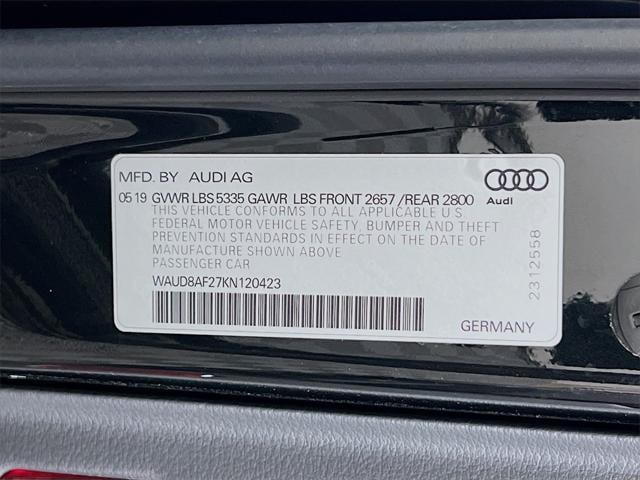 MFD. BY AUDI AG
05 19 GVWR LBS 5335 GAWR LBS FRONT 2657 /REAR 2800
THIS VEHICLE CONFORMS TO ALL APPLICABLE U.S.
FEDERAL MOTOR VEHICLE SAFETY, BUMPER AND THEFT
PREVENTION STANDARDS IN EFFECT ON THE DATE OF
MANUFACTURE SHOWN ABOVE
PASSENGER CAR
WAUD8AF27KN120423
Audi
2312558
GERMANY